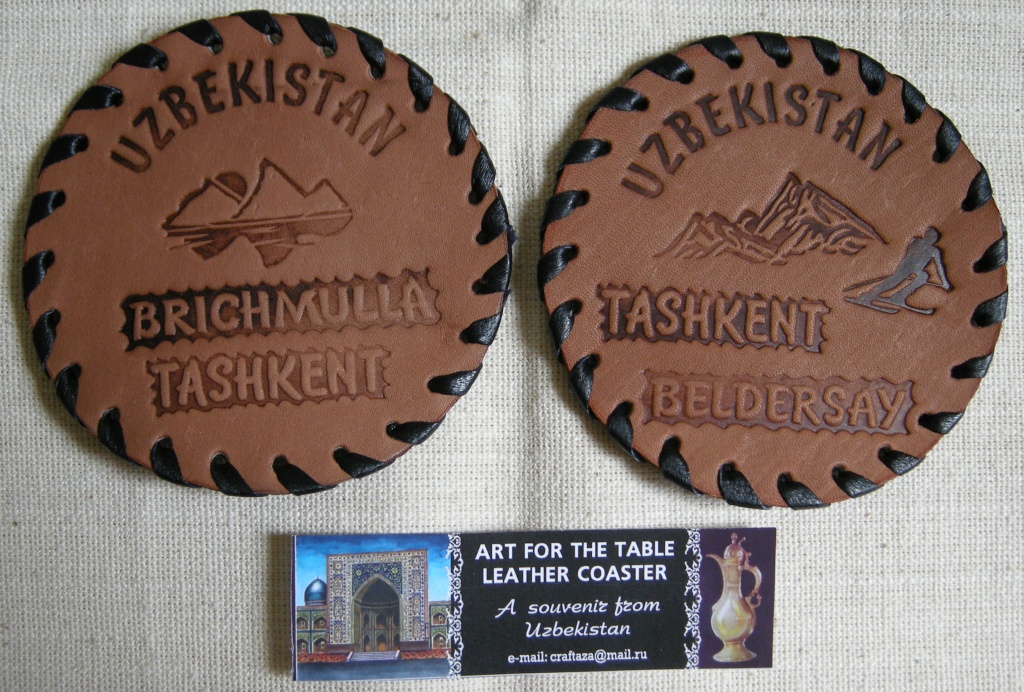 UZBEKISTAN
BRICHMULLA
TASHKENT
UZBEKISTAN
TASHKENT
BELDERSAY
ART FOR THE TABLE
LEATHER COASTER
A souvenir from
Uzbekistan
e-mail: craftaza@mail.ru